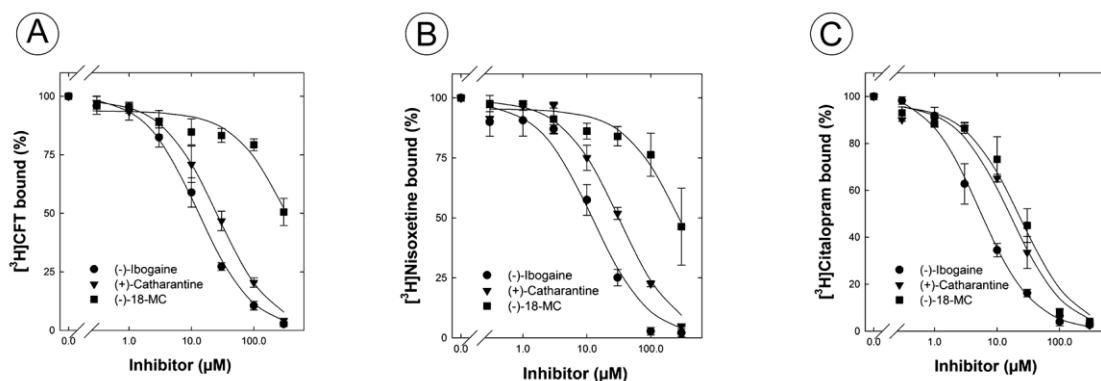 A
[³H]CFT bound (%)
100
75
50
25
0
(-)-Ibogaine
(+)-Catharantine
(-)-18-MC
0.0
1.0
10.0
100.0
Inhibitor (µM)
B
[³H]Nisoxetine bound (%)
100
75
50
25
0
(-)-Ibogaine
(+)-Catharantine
(-)-18-MC
0.0
1.0
10.0
100.0
Inhibitor (µM)
C
[³H]Citalopram bound (%)
100
80
60
40
20
0
(-)-Ibogaine
(+)-Catharantine
(-)-18-MC
0.0
1.0
10.0
100.0
Inhibitor (µM)